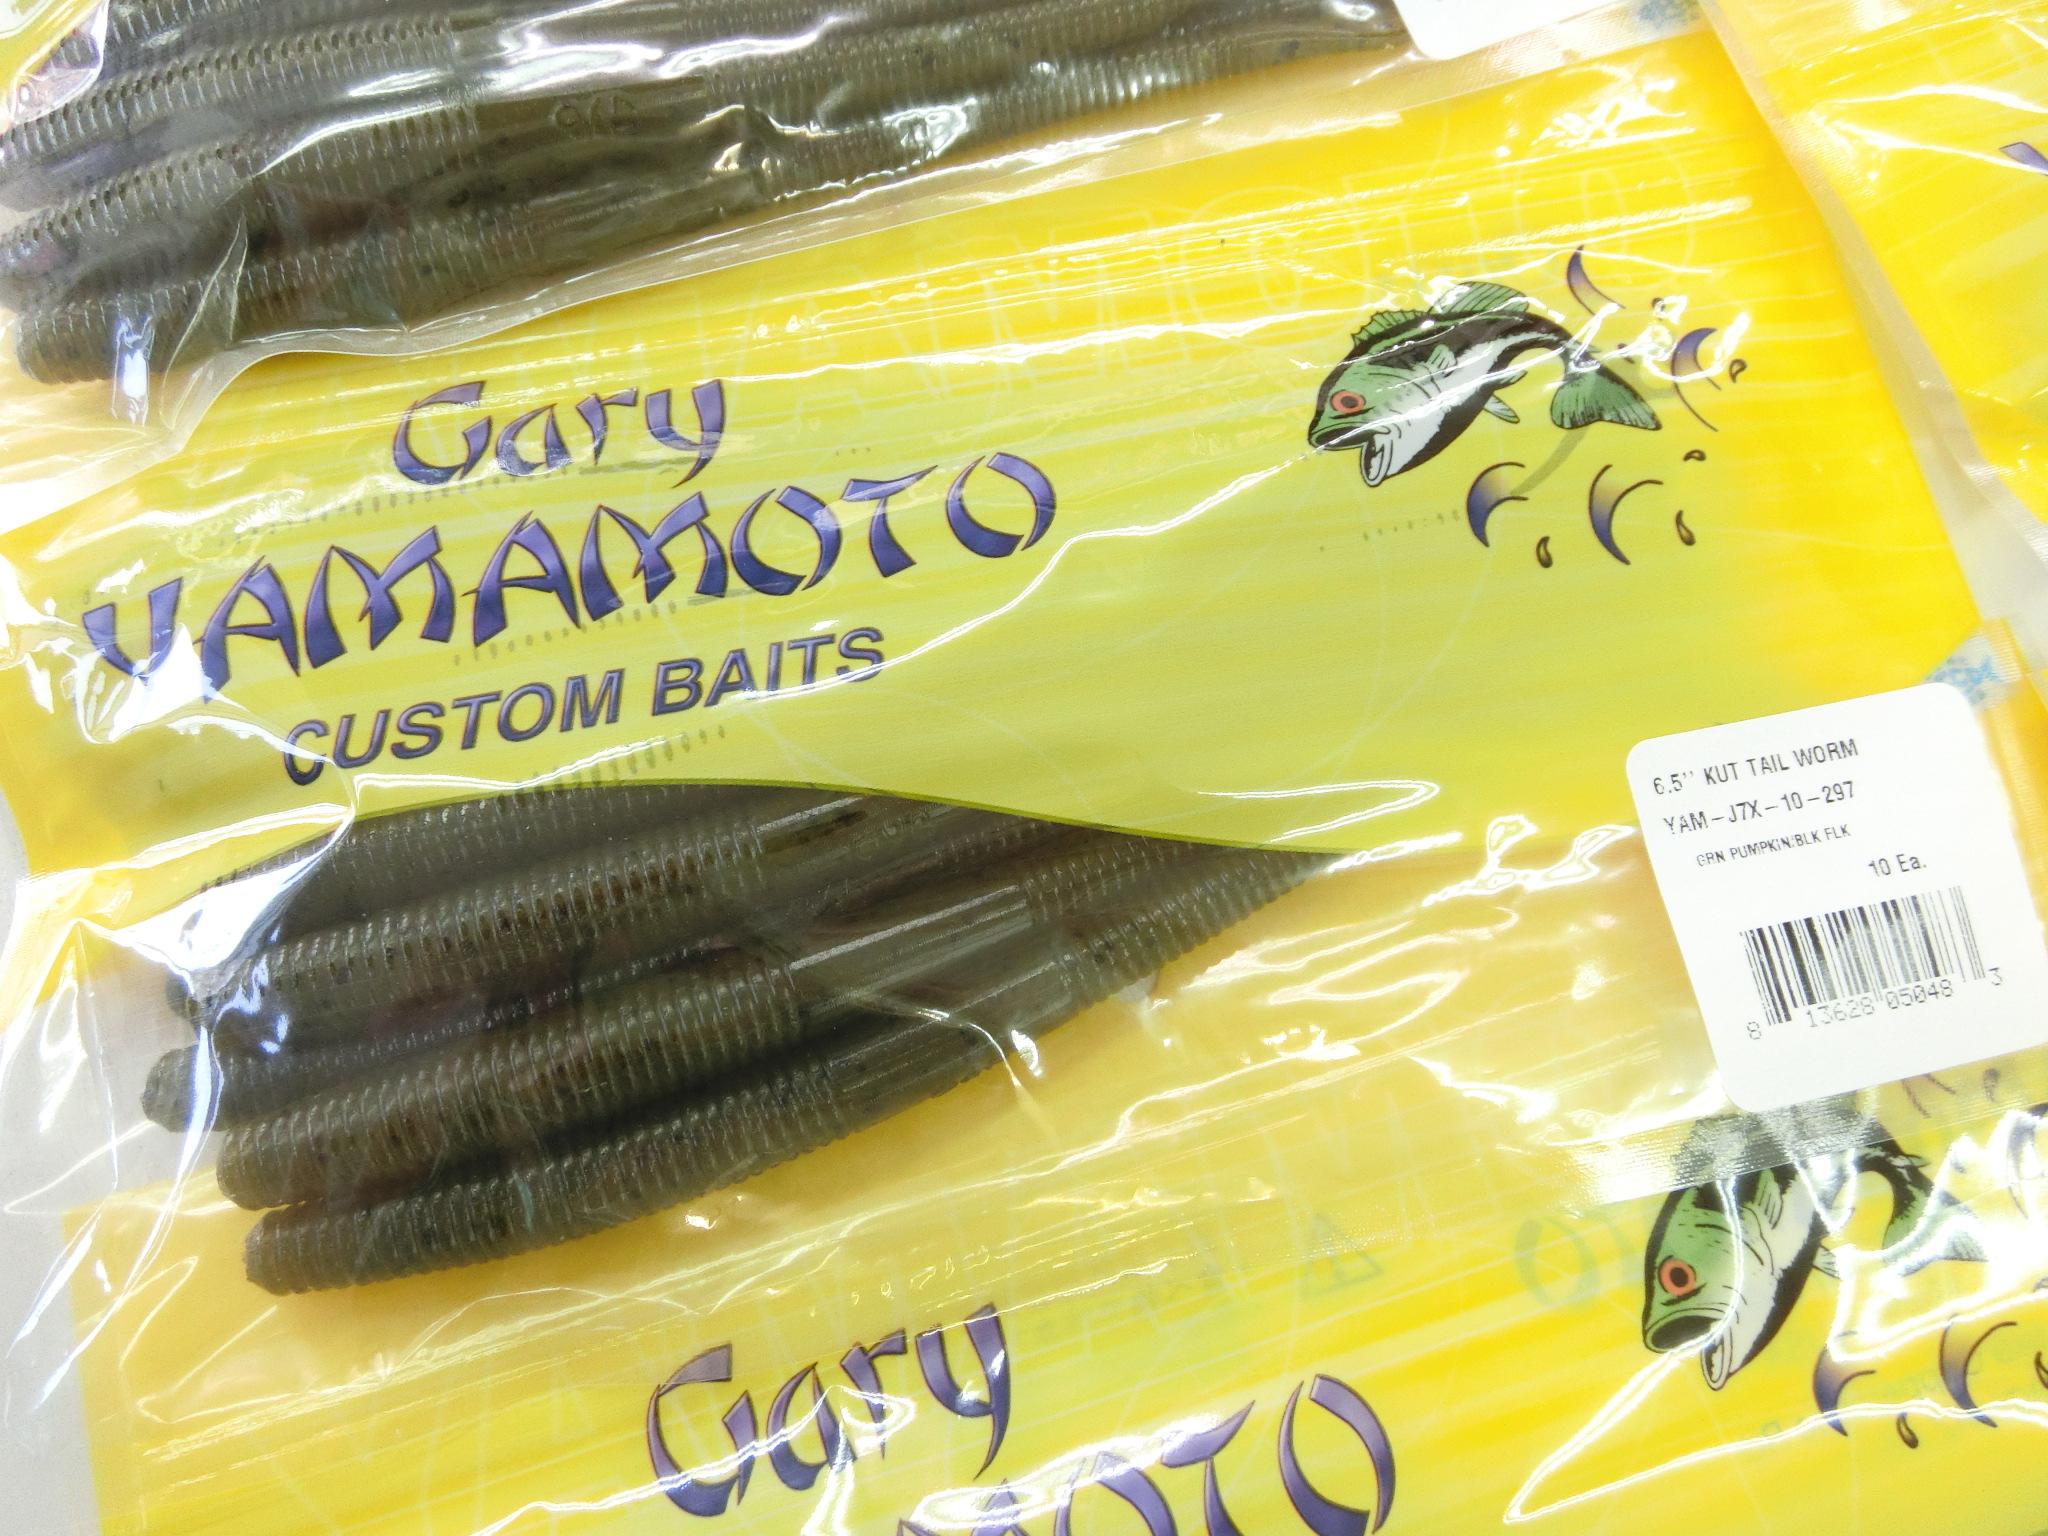 Gary
YAMAMOTO
CUSTOM BAITS
6.5'' KUT TAIL WORM
YAM-J7X-10-297
GRN PUMPKIN/BLK FLK
10 Ea.
8 13628 05048 3
Gary